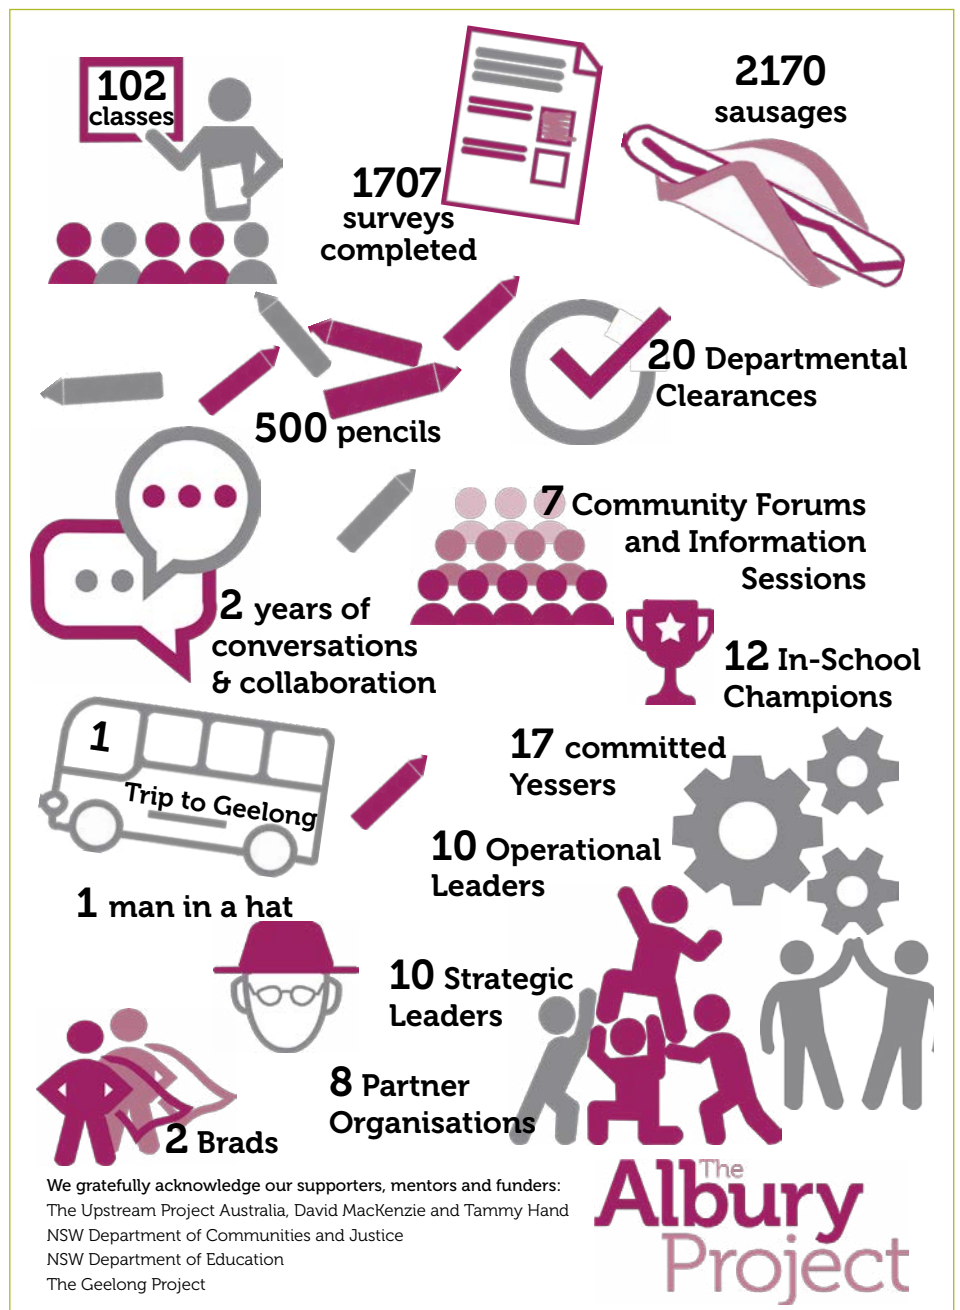 102
classes
1707
surveys
completed
2170
sausages
500 pencils
20 Departmental
Clearances
2 years of
conversations
& collaboration
7 Community Forums
and Information
Sessions
12 In-School
Champions
1
Trip to Geelong
17 committed
Yessers
10 Operational
Leaders
1 man in a hat
10 Strategic
Leaders
8 Partner
Organisations
2 Brads
We gratefully acknowledge our supporters, mentors and funders:
The Upstream Project Australia, David MacKenzie and Tammy Hand
NSW Department of Communities and Justice
NSW Department of Education
The Geelong Project
The
Albury
Project